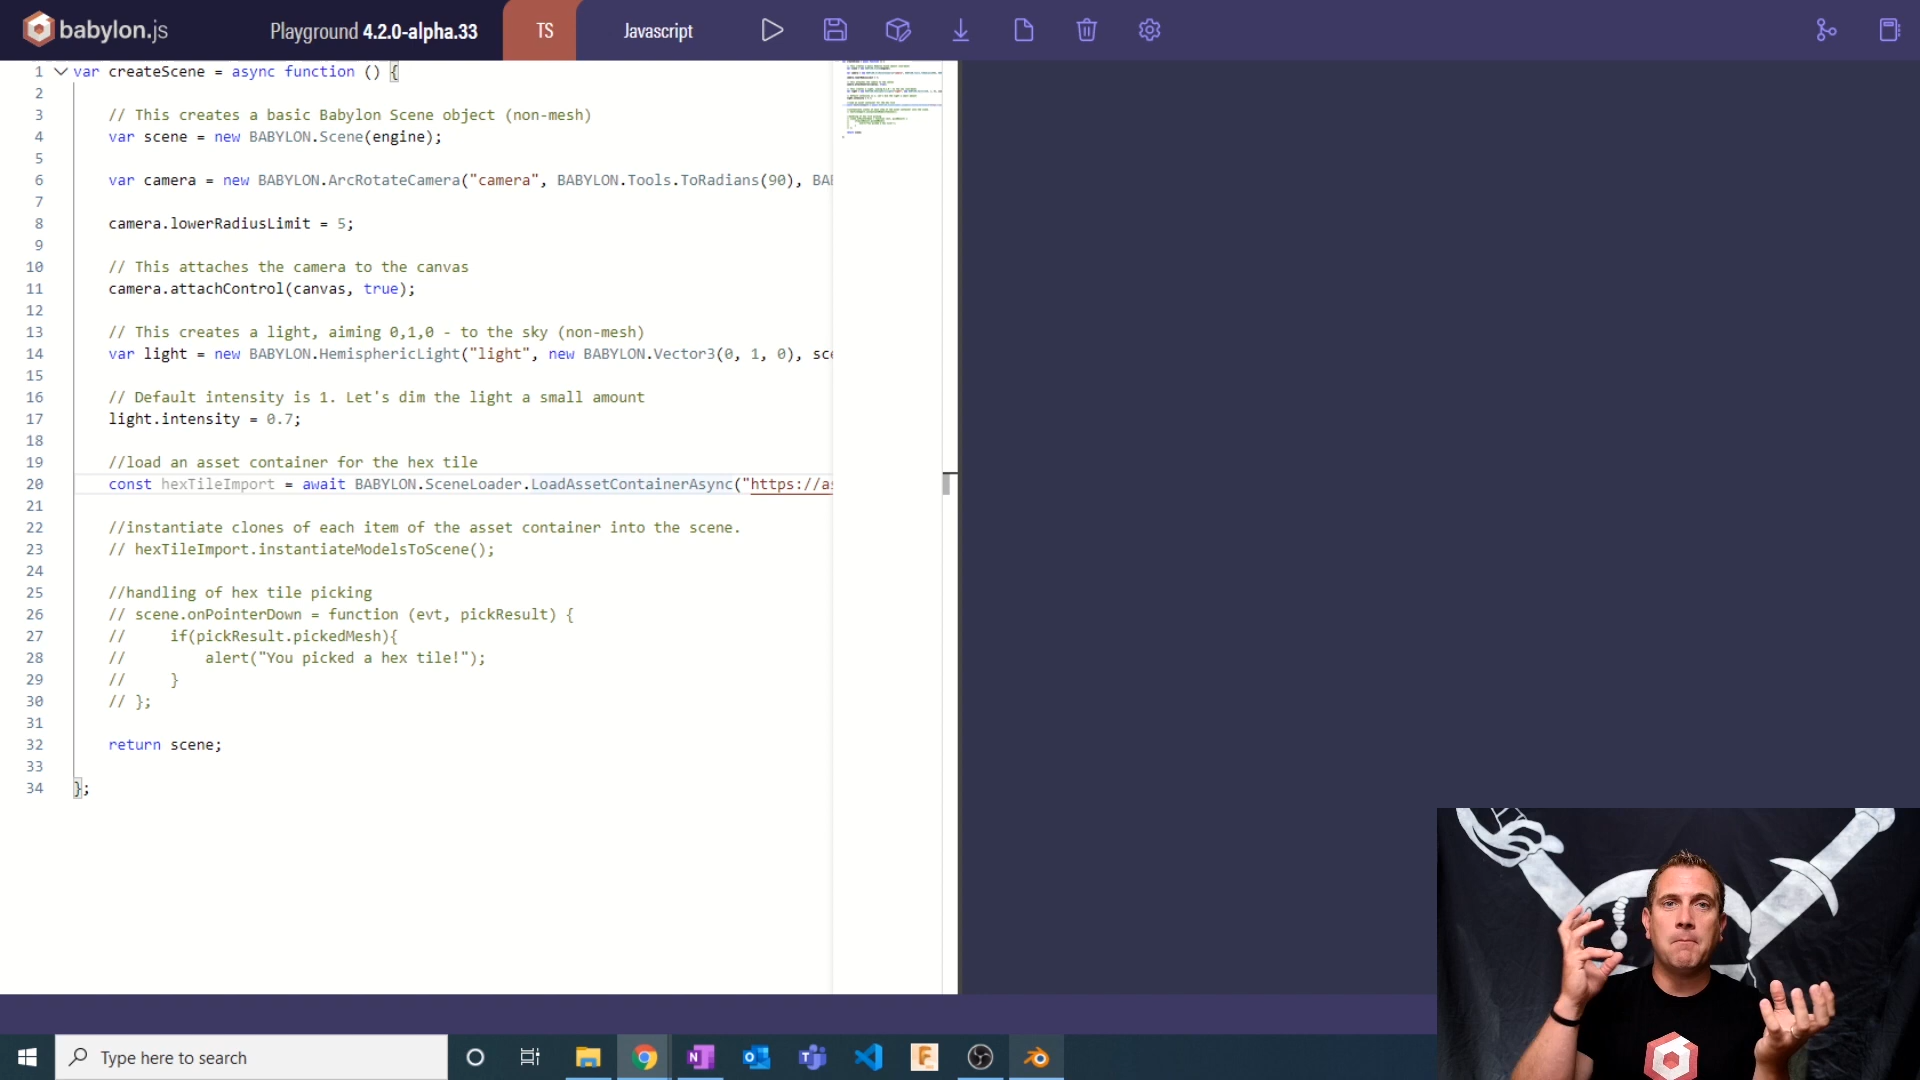 babylon.js
Playground 4.2.0-alpha.33
TS
Javascript
1 var createScene = async function () {
2
3 // This creates a basic Babylon Scene object (non-mesh)
4 var scene = new BABYLON.Scene(engine);
5
6 var camera = new BABYLON.ArcRotateCamera("camera", BABYLON.Tools.ToRadians(90), BA
7
8 camera.lowerRadiusLimit = 5;
9
10 // This attaches the camera to the canvas
11 camera.attachControl(canvas, true);
12
13 // This creates a light, aiming 0,1,0 - to the sky (non-mesh)
14 var light = new BABYLON.HemisphericLight("light", new BABYLON.Vector3(0, 1, 0), sce
15
16 // Default intensity is 1. Let's dim the light a small amount
17 light.intensity = 0.7;
18
19 //load an asset container for the hex tile
20 const hexTileImport = await BABYLON.SceneLoader.LoadAssetContainerAsync("https://as
21
22 //instantiate clones of each item of the asset container into the scene.
23 // hexTileImport.instantiateModelsToScene();
24
25 //handling of hex tile picking
26 // scene.onPointerDown = function (evt, pickResult) {
27 // if(pickResult.pickedMesh){
28 // alert("You picked a hex tile!");
29 // }
30 // };
31
32 return scene;
33
34 };
Type here to search